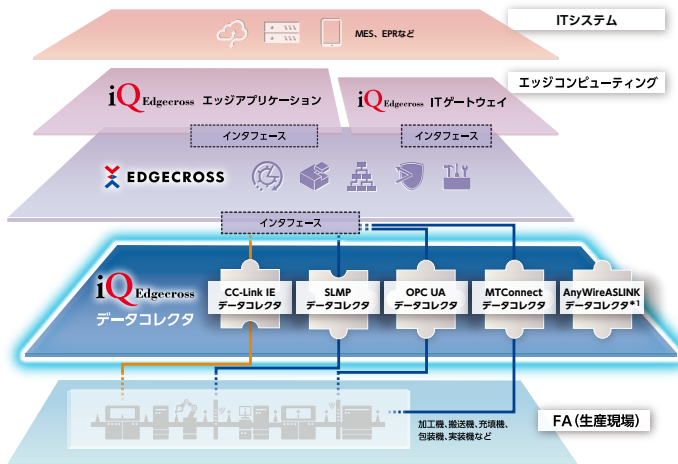 ITシステム
MES、EPRなど
エッジコンピューティング
iQ Edgecross エッジアプリケーション
iQ Edgecross ITゲートウェイ
インタフェース
インタフェース
EDGECROSS
インタフェース
iQ Edgecross
データコレクタ
CC-Link IE
データコレクタ
SLMP
データコレクタ
OPC UA
データコレクタ
MTConnect
データコレクタ
AnyWireASLINK
データコレクタ*1
FA（生産現場）
加工機、搬送機、充填機、
包装機、実装機など